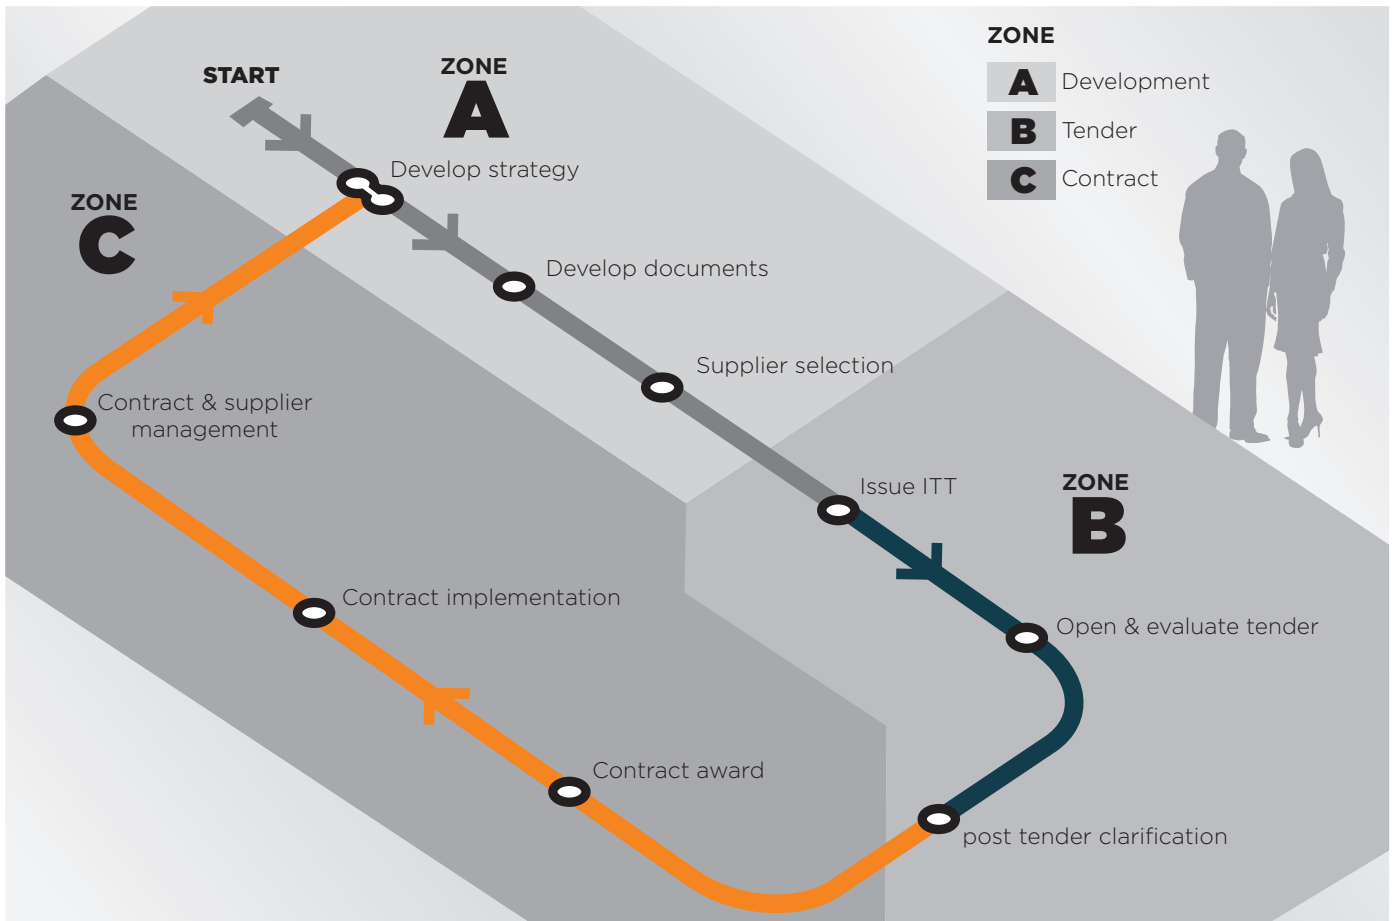 START
ZONE
A
Develop strategy
Develop documents
Supplier selection
ZONE
A Development
B Tender
C Contract
ZONE
C
Contract & supplier
management
Issue ITT
ZONE
B
Open & evaluate tender
post tender clarification
Contract award
Contract implementation